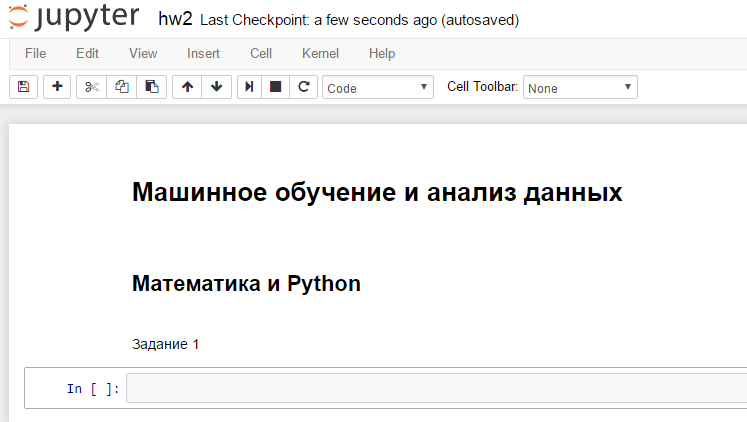 jupyter hw2 Last Checkpoint: a few seconds ago (autosaved)
File Edit View Insert Cell Kernel Help
Code Cell Toolbar: None
Машинное обучение и анализ данных
Математика и Python
Задание 1
In [ ]: